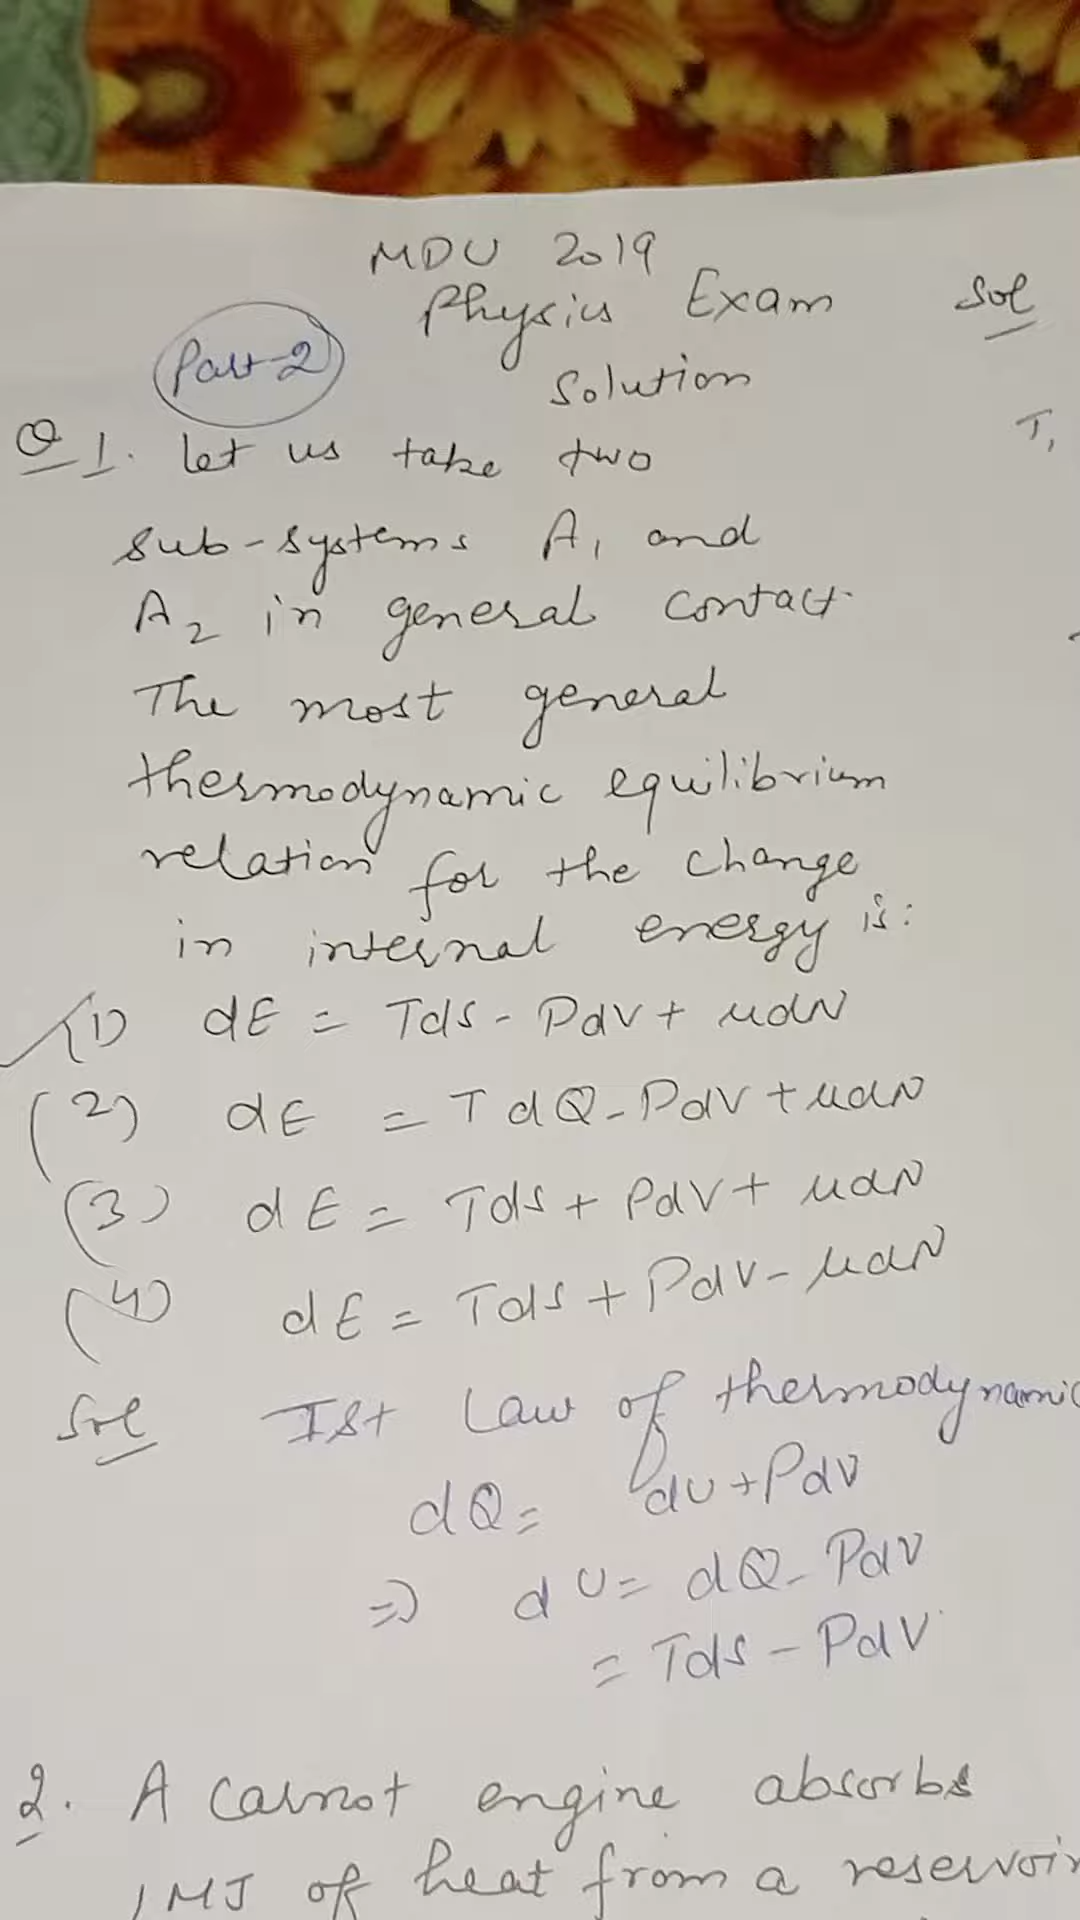 MDU 2019
Physics Exam
Solution
Part-2
Sol
T,
Q 1. Let us take two
sub-systems A1 and
A2 in general contact.
The most general
thermodynamic equilibrium
relation for the change
in internal energy is:
(1) dE = Tds - PdV + μdN
(2) dE = TdQ - PdV + μdN
(3) dE = Tds + PdV + μdN
(4) dE = Tds + PdV - μdN
Sol Ist Law of thermodynamic
dQ = dU + PdV
=> dU = dQ - PdV
= Tds - PdV
2. A Carnot engine absorbs
1MJ of heat from a reservoir